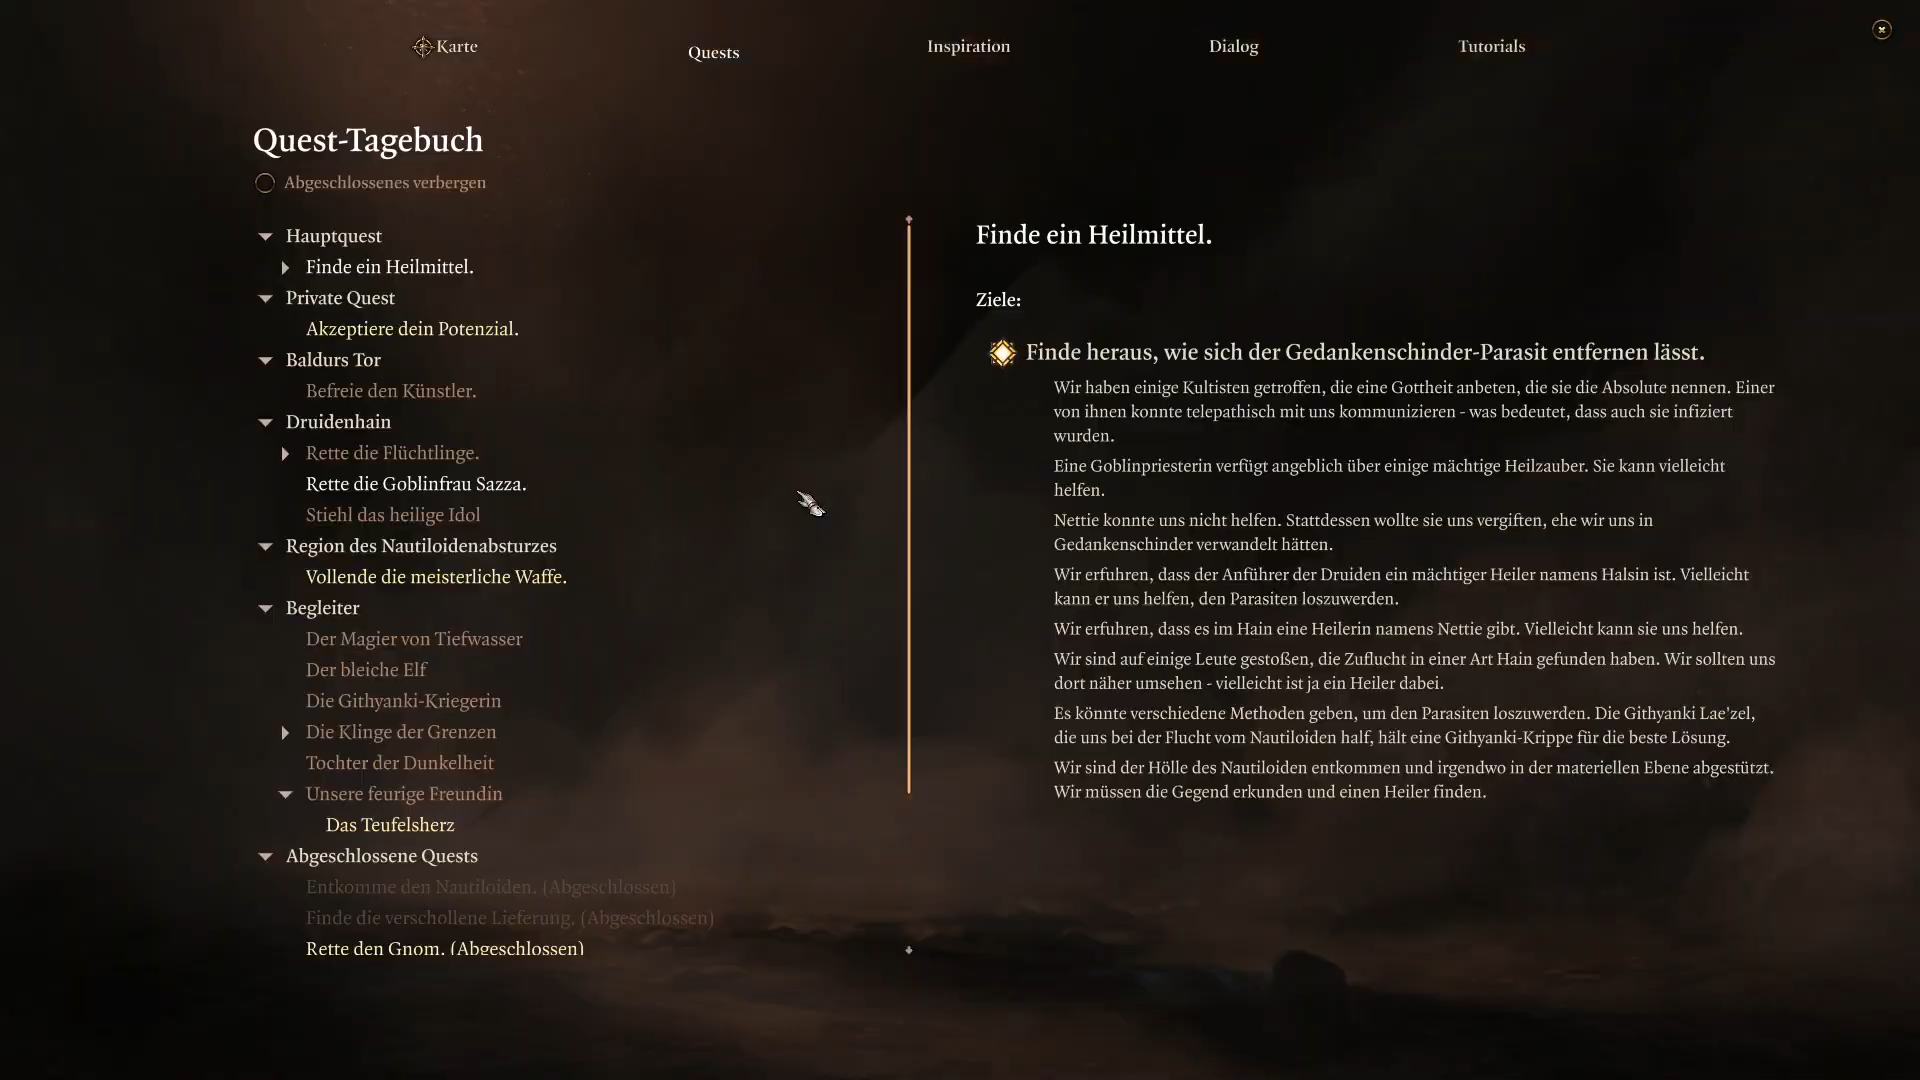 Karte
Quests
Inspiration
Dialog
Tutorials
Quest-Tagebuch
Abgeschlossenes verbergen
Hauptquest
Finde ein Heilmittel.
Private Quest
Akzeptiere dein Potenzial.
Baldurs Tor
Befreie den Künstler.
Druidenhain
Rette die Flüchtlinge.
Rette die Goblinfrau Sazza.
Stiehl das heilige Idol
Region des Nautiloidenabsturzes
Vollende die meisterliche Waffe.
Begleiter
Der Magier von Tiefwasser
Der bleiche Elf
Die Githyanki-Kriegerin
Die Klinge der Grenzen
Tochter der Dunkelheit
Unsere feurige Freundin
Das Teufelsherz
Abgeschlossene Quests
Entkomme den Nautiloiden. (Abgeschlossen)
Finde die verschollene Lieferung. (Abgeschlossen)
Rette den Gnom. (Abgeschlossen)
Finde ein Heilmittel.
Ziele:
Finde heraus, wie sich der Gedankenschinder-Parasit entfernen lässt.
Wir haben einige Kultisten getroffen, die eine Gottheit anbeten, die sie die Absolute nennen. Einer
von ihnen konnte telepathisch mit uns kommunizieren - was bedeutet, dass auch sie infiziert
wurden.
Eine Goblinpriesterin verfügt angeblich über einige mächtige Heilzauber. Sie kann vielleicht
helfen.
Nettie konnte uns nicht helfen. Stattdessen wollte sie uns vergiften, ehe wir uns in
Gedankenschinder verwandelt hätten.
Wir erfuhren, dass der Anführer der Druiden ein mächtiger Heiler namens Halsin ist. Vielleicht
kann er uns helfen, den Parasiten loszuwerden.
Wir erfuhren, dass es im Hain eine Heilerin namens Nettie gibt. Vielleicht kann sie uns helfen.
Wir sind auf einige Leute gestoßen, die Zuflucht in einer Art Hain gefunden haben. Wir sollten uns
dort näher umsehen - vielleicht ist ja ein Heiler dabei.
Es könnte verschiedene Methoden geben, um den Parasiten loszuwerden. Die Githyanki Lae'zel,
die uns bei der Flucht vom Nautiloiden half, hält eine Githyanki-Krippe für die beste Lösung.
Wir sind der Hölle des Nautiloiden entkommen und irgendwo in der materiellen Ebene abgestützt.
Wir müssen die Gegend erkunden und einen Heiler finden.